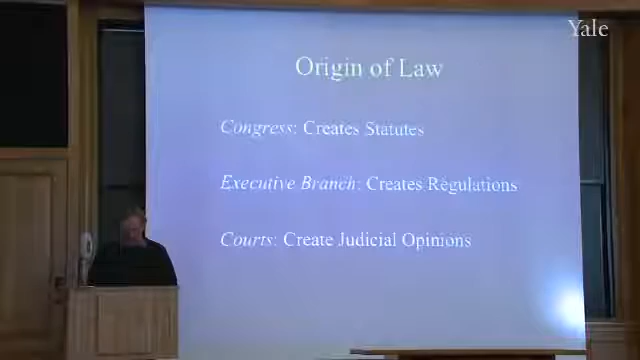 Yale
Origin of Law
Congress: Creates Statutes
Executive Branch: Creates Regulations
Courts: Create Judicial Opinions